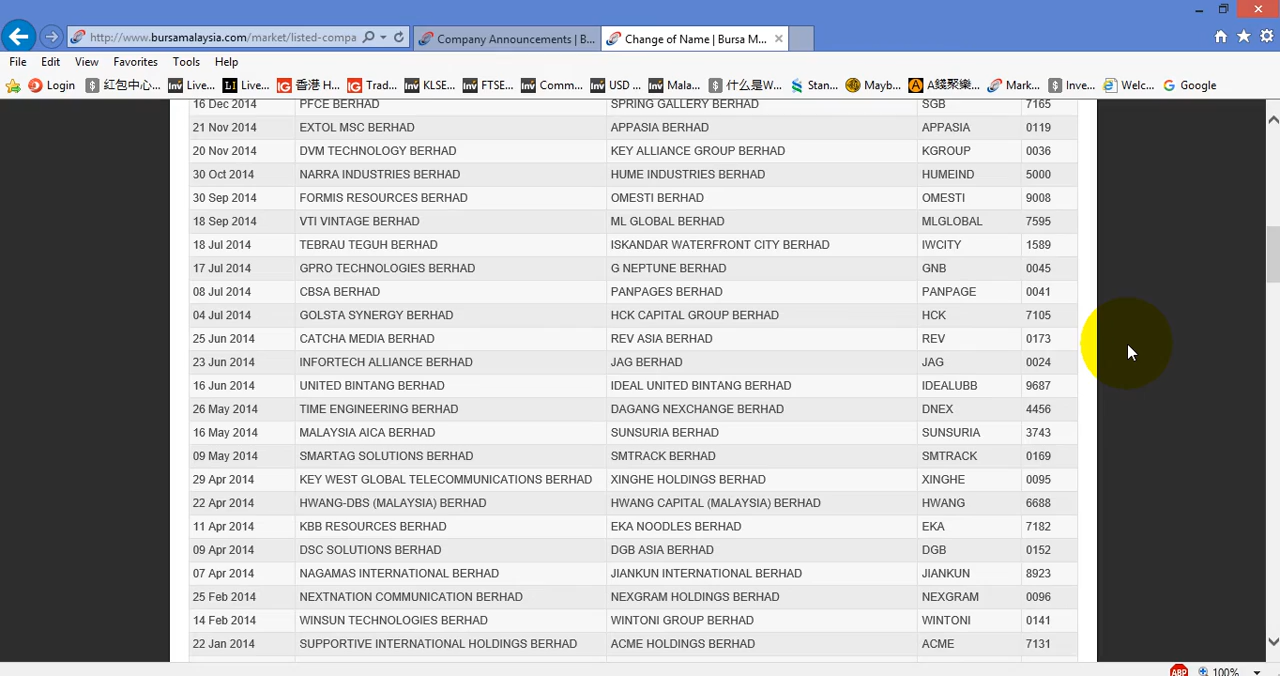 http://www.bursamalaysia.com/market/listed-compa
Company Announcements | B...
Change of Name | Bursa M...
File Edit View Favorites Tools Help
Login 红包中心... Live... Live... 香港 H... Trad... KLSE... FTSE... Comm... USD ... Mala... 什么是W... Stan... Mayb... A錢聚樂... Mark... Inve... Welc... Google
16 Dec 2014 PFCE BERHAD SPRING GALLERY BERHAD SGB 7165
21 Nov 2014 EXTOL MSC BERHAD APPASIA BERHAD APPASIA 0119
20 Nov 2014 DVM TECHNOLOGY BERHAD KEY ALLIANCE GROUP BERHAD KGROUP 0036
30 Oct 2014 NARRA INDUSTRIES BERHAD HUME INDUSTRIES BERHAD HUMEIND 5000
30 Sep 2014 FORMIS RESOURCES BERHAD OMESTI BERHAD OMESTI 9008
18 Sep 2014 VTI VINTAGE BERHAD ML GLOBAL BERHAD MLGLOBAL 7595
18 Jul 2014 TEBRAU TEGUH BERHAD ISKANDAR WATERFRONT CITY BERHAD IWCITY 1589
17 Jul 2014 GPRO TECHNOLOGIES BERHAD G NEPTUNE BERHAD GNB 0045
08 Jul 2014 CBSA BERHAD PANPAGES BERHAD PANPAGE 0041
04 Jul 2014 GOLSTA SYNERGY BERHAD HCK CAPITAL GROUP BERHAD HCK 7105
25 Jun 2014 CATCHA MEDIA BERHAD REV ASIA BERHAD REV 0173
23 Jun 2014 INFORTECH ALLIANCE BERHAD JAG BERHAD JAG 0024
16 Jun 2014 UNITED BINTANG BERHAD IDEAL UNITED BINTANG BERHAD IDEALUBB 9687
26 May 2014 TIME ENGINEERING BERHAD DAGANG NEXCHANGE BERHAD DNEX 4456
16 May 2014 MALAYSIA AICA BERHAD SUNSURIA BERHAD SUNSURIA 3743
09 May 2014 SMARTAG SOLUTIONS BERHAD SMTRACK BERHAD SMTRACK 0169
29 Apr 2014 KEY WEST GLOBAL TELECOMMUNICATIONS BERHAD XINGHE HOLDINGS BERHAD XINGHE 0095
22 Apr 2014 HWANG-DBS (MALAYSIA) BERHAD HWANG CAPITAL (MALAYSIA) BERHAD HWANG 6688
11 Apr 2014 KBB RESOURCES BERHAD EKA NOODLES BERHAD EKA 7182
09 Apr 2014 DSC SOLUTIONS BERHAD DGB ASIA BERHAD DGB 0152
07 Apr 2014 NAGAMAS INTERNATIONAL BERHAD JIANKUN INTERNATIONAL BERHAD JIANKUN 8923
25 Feb 2014 NEXTNATION COMMUNICATION BERHAD NEXGRAM HOLDINGS BERHAD NEXGRAM 0096
14 Feb 2014 WINSUN TECHNOLOGIES BERHAD WINTONI GROUP BERHAD WINTONI 0141
22 Jan 2014 SUPPORTIVE INTERNATIONAL HOLDINGS BERHAD ACME HOLDINGS BERHAD ACME 7131
ABP 100%